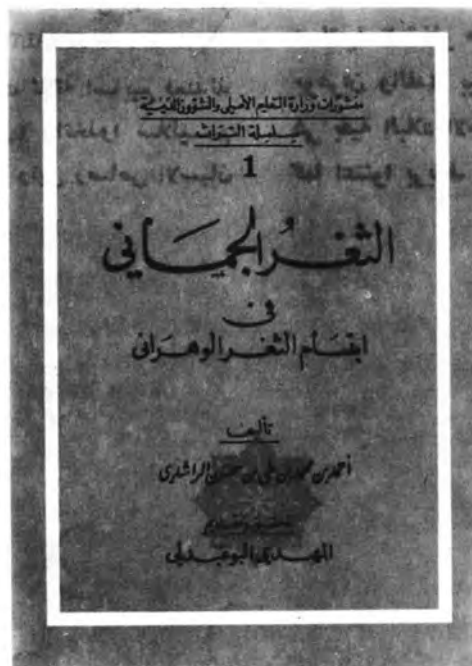 منشورات وزارة التعليم الأصلي والشؤون الدينية
سلسلة التراث
1
الثغر الجماني
في
ابتسام الثغر الوهراني
تأليف
أحمد بن محمد بن علي بن سحنون الراشدي
تحقيق وتقديم
المهدي البوعبدلي